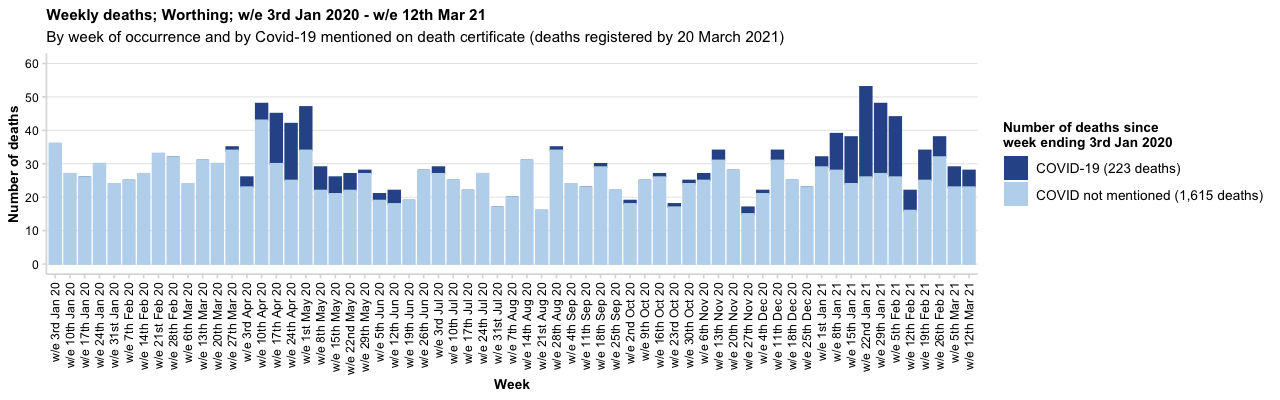 Weekly deaths; Worthing; w/e 3rd Jan 2020 - w/e 12th Mar 21
By week of occurrence and by Covid-19 mentioned on death certificate (deaths registered by 20 March 2021)
Number of deaths
60
50
40
30
20
10
0
w/e 3rd Jan 20
w/e 10th Jan 20
w/e 17th Jan 20
w/e 24th Jan 20
w/e 31st Jan 20
w/e 7th Feb 20
w/e 14th Feb 20
w/e 21st Feb 20
w/e 28th Feb 20
w/e 6th Mar 20
w/e 13th Mar 20
w/e 20th Mar 20
w/e 27th Mar 20
w/e 3rd Apr 20
w/e 10th Apr 20
w/e 17th Apr 20
w/e 24th Apr 20
w/e 1st May 20
w/e 8th May 20
w/e 15th May 20
w/e 22nd May 20
w/e 29th May 20
w/e 5th Jun 20
w/e 12th Jun 20
w/e 19th Jun 20
w/e 26th Jun 20
w/e 3rd Jul 20
w/e 10th Jul 20
w/e 17th Jul 20
w/e 24th Jul 20
w/e 31st Jul 20
w/e 7th Aug 20
w/e 14th Aug 20
w/e 21st Aug 20
w/e 28th Aug 20
w/e 4th Sep 20
w/e 11th Sep 20
w/e 18th Sep 20
w/e 25th Sep 20
w/e 2nd Oct 20
w/e 9th Oct 20
w/e 16th Oct 20
w/e 23rd Oct 20
w/e 30th Oct 20
w/e 6th Nov 20
w/e 13th Nov 20
w/e 20th Nov 20
w/e 27th Nov 20
w/e 4th Dec 20
w/e 11th Dec 20
w/e 18th Dec 20
w/e 25th Dec 20
w/e 1st Jan 21
w/e 8th Jan 21
w/e 15th Jan 21
w/e 22nd Jan 21
w/e 29th Jan 21
w/e 5th Feb 21
w/e 12th Feb 21
w/e 19th Feb 21
w/e 26th Feb 21
w/e 5th Mar 21
w/e 12th Mar 21
Week
Number of deaths since
week ending 3rd Jan 2020
COVID-19 (223 deaths)
COVID not mentioned (1,615 deaths)